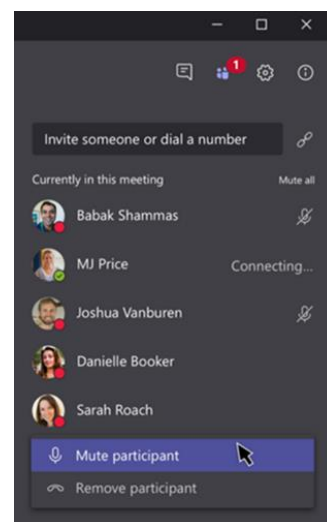 1
Invite someone or dial a number
Currently in this meeting Mute all
Babak Shammas
MJ Price Connecting...
Joshua Vanburen
Danielle Booker
Sarah Roach
Mute participant
Remove participant